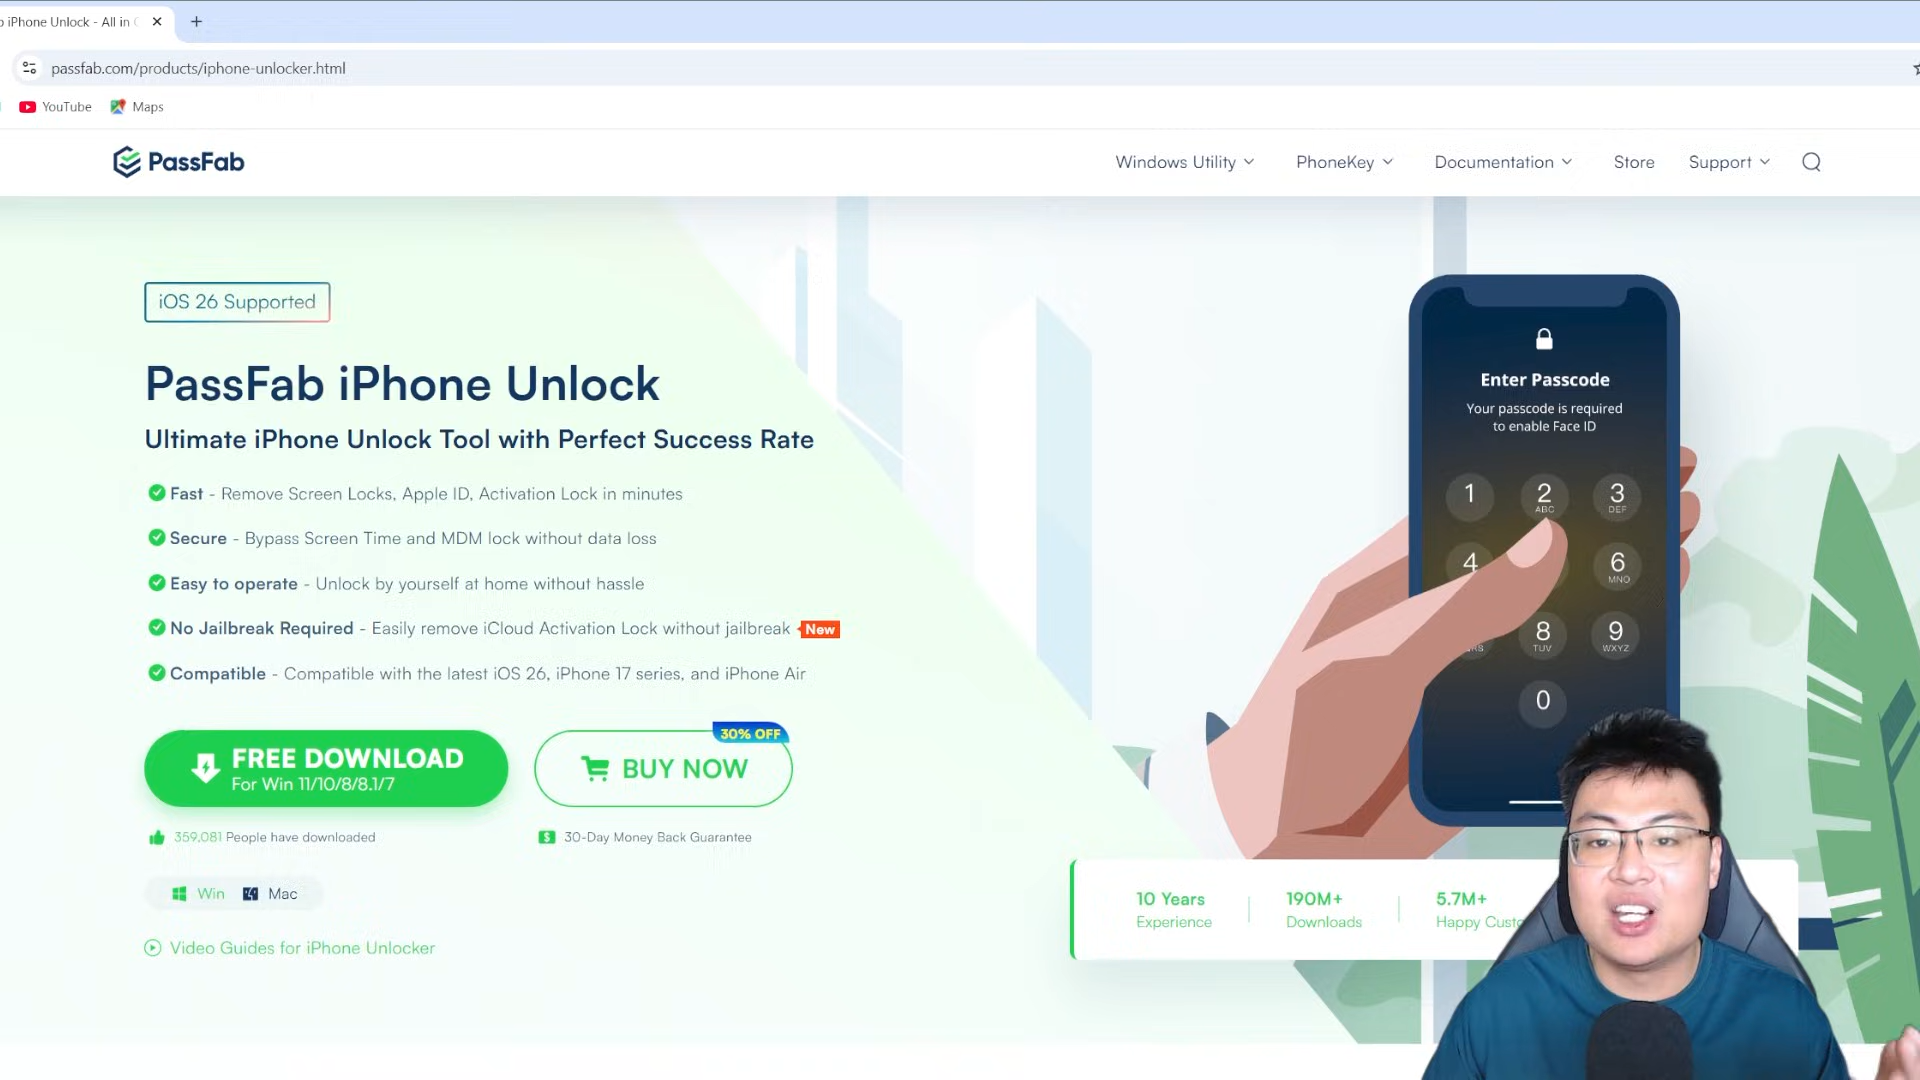 iPhone Unlock - All in
passfab.com/products/iphone-unlocker.html
YouTube
Maps
PassFab
Windows Utility
PhoneKey
Documentation
Store
Support
iOS 26 Supported
PassFab iPhone Unlock
Ultimate iPhone Unlock Tool with Perfect Success Rate
Fast - Remove Screen Locks, Apple ID, Activation Lock in minutes
Secure - Bypass Screen Time and MDM lock without data loss
Easy to operate - Unlock by yourself at home without hassle
No Jailbreak Required - Easily remove iCloud Activation Lock without jailbreak New
Compatible - Compatible with the latest iOS 26, iPhone 17 series, and iPhone Air
FREE DOWNLOAD
For Win 11/10/8/8.1/7
30% OFF
BUY NOW
359,081 People have downloaded
30-Day Money Back Guarantee
Win
Mac
Video Guides for iPhone Unlocker
Enter Passcode
Your passcode is required
to enable Face ID
1
2
ABC
3
DEF
4
6
MNO
8
TUV
9
WXYZ
0
10 Years
Experience
190M+
Downloads
5.7M+
Happy